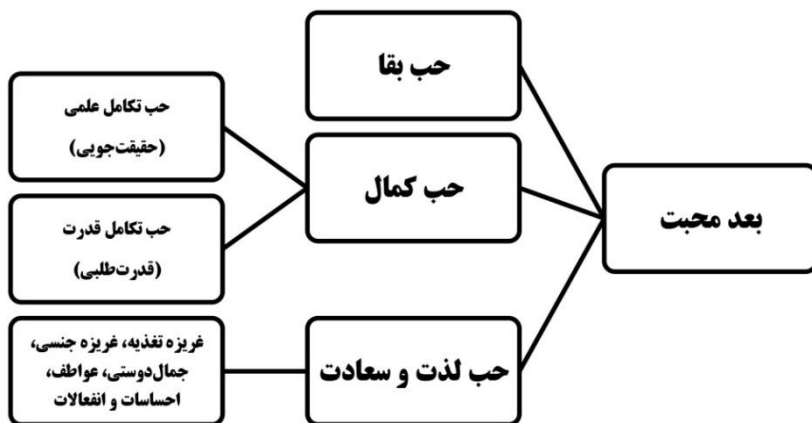 بعد محبت
حب بقا
حب کمال
حب تکامل علمی
(حقیقت‌جویی)
حب تکامل قدرت
(قدرت‌طلبی)
حب لذت و سعادت
غریزه تغذیه، غریزه جنسی،
جمال‌دوستی، عواطف،
احساسات و انفعالات